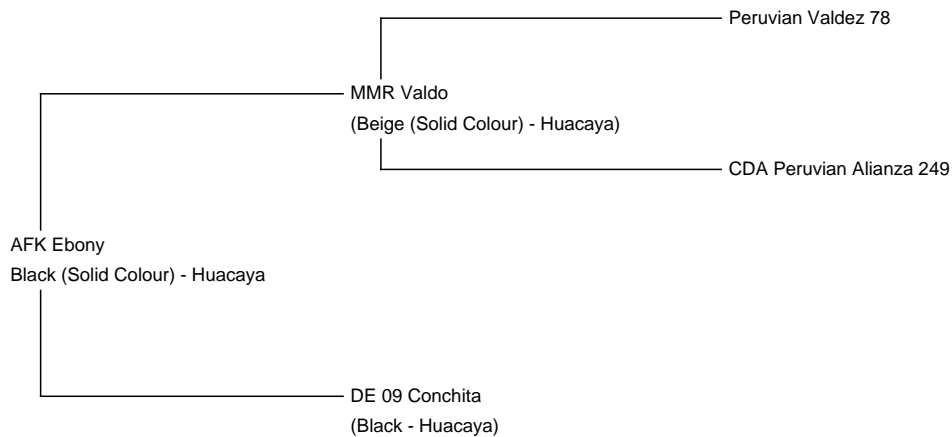 Peruvian Valdez 78
MMR Valdo
(Beige (Solid Colour) - Huacaya)
CDA Peruvian Alianza 249
AFK Ebony
Black (Solid Colour) - Huacaya
DE 09 Conchita
(Black - Huacaya)